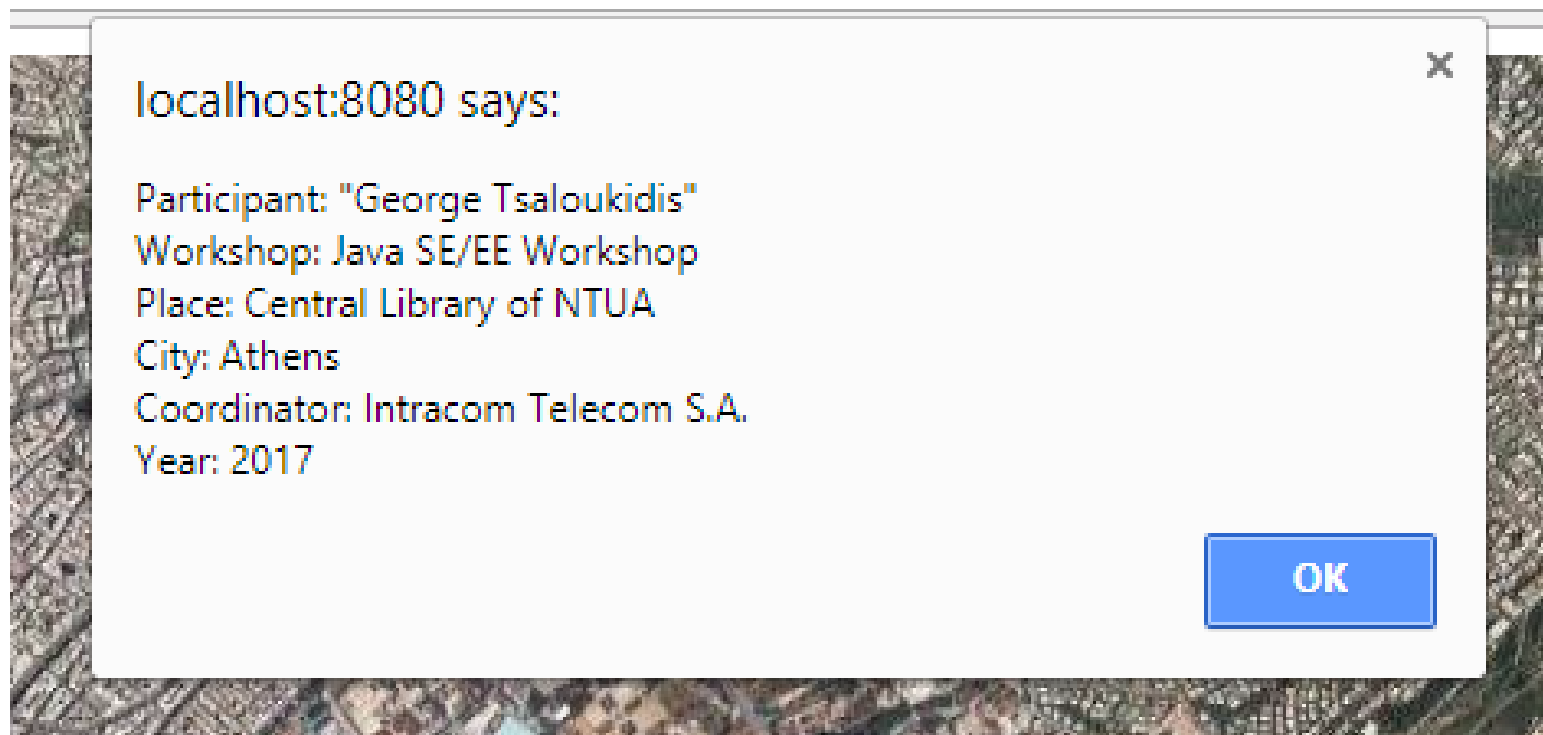 localhost:8080 says:
Participant: "George Tsaloukidis"
Workshop: Java SE/EE Workshop
Place: Central Library of NTUA
City: Athens
Coordinator: Intracom Telecom S.A.
Year: 2017
OK